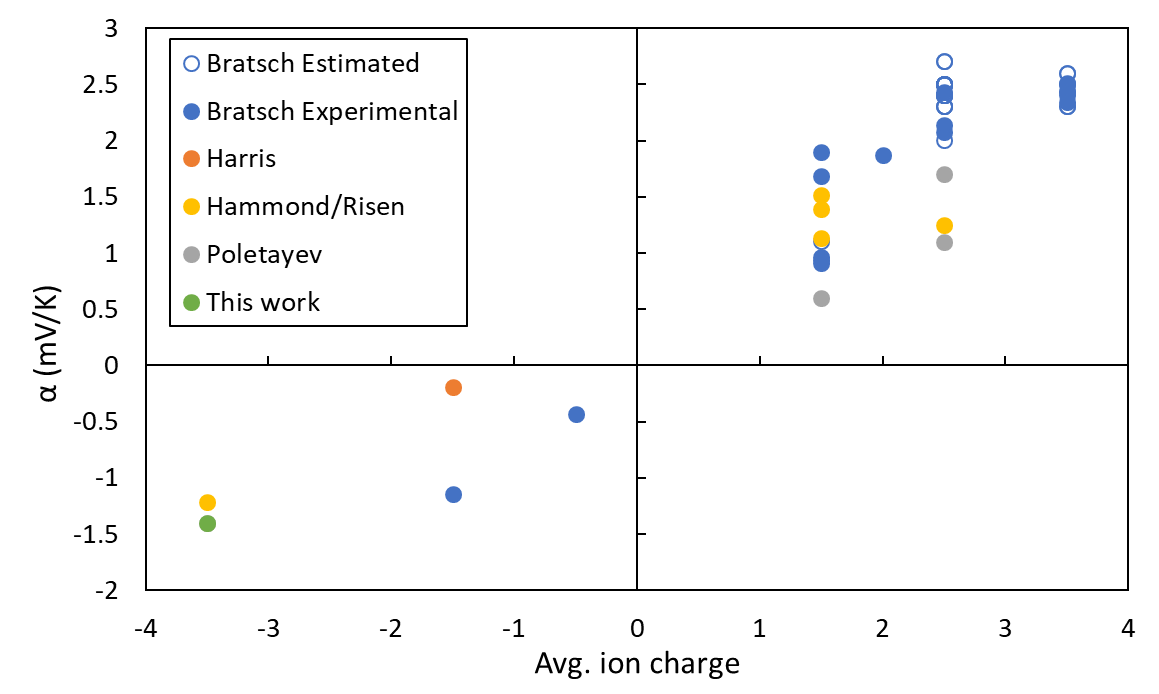 3
2.5
2
1.5
1
0.5
0
-0.5
-1
-1.5
-2
α (mV/K)
Bratsch Estimated
Bratsch Experimental
Harris
Hammond/Risen
Poletayev
This work
-4 -3 -2 -1 0 1 2 3 4
Avg. ion charge